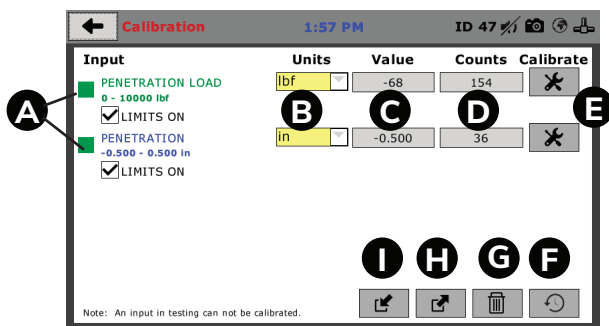 Calibration 1:57 PM ID 47
Input Units Value Counts Calibrate
PENETRATION LOAD lbf -68 154
0 - 10000 lbf
LIMITS ON
A B C D E
PENETRATION in -0.500 36
-0.500 - 0.500 in
LIMITS ON
I H G F
Note: An input in testing can not be calibrated.